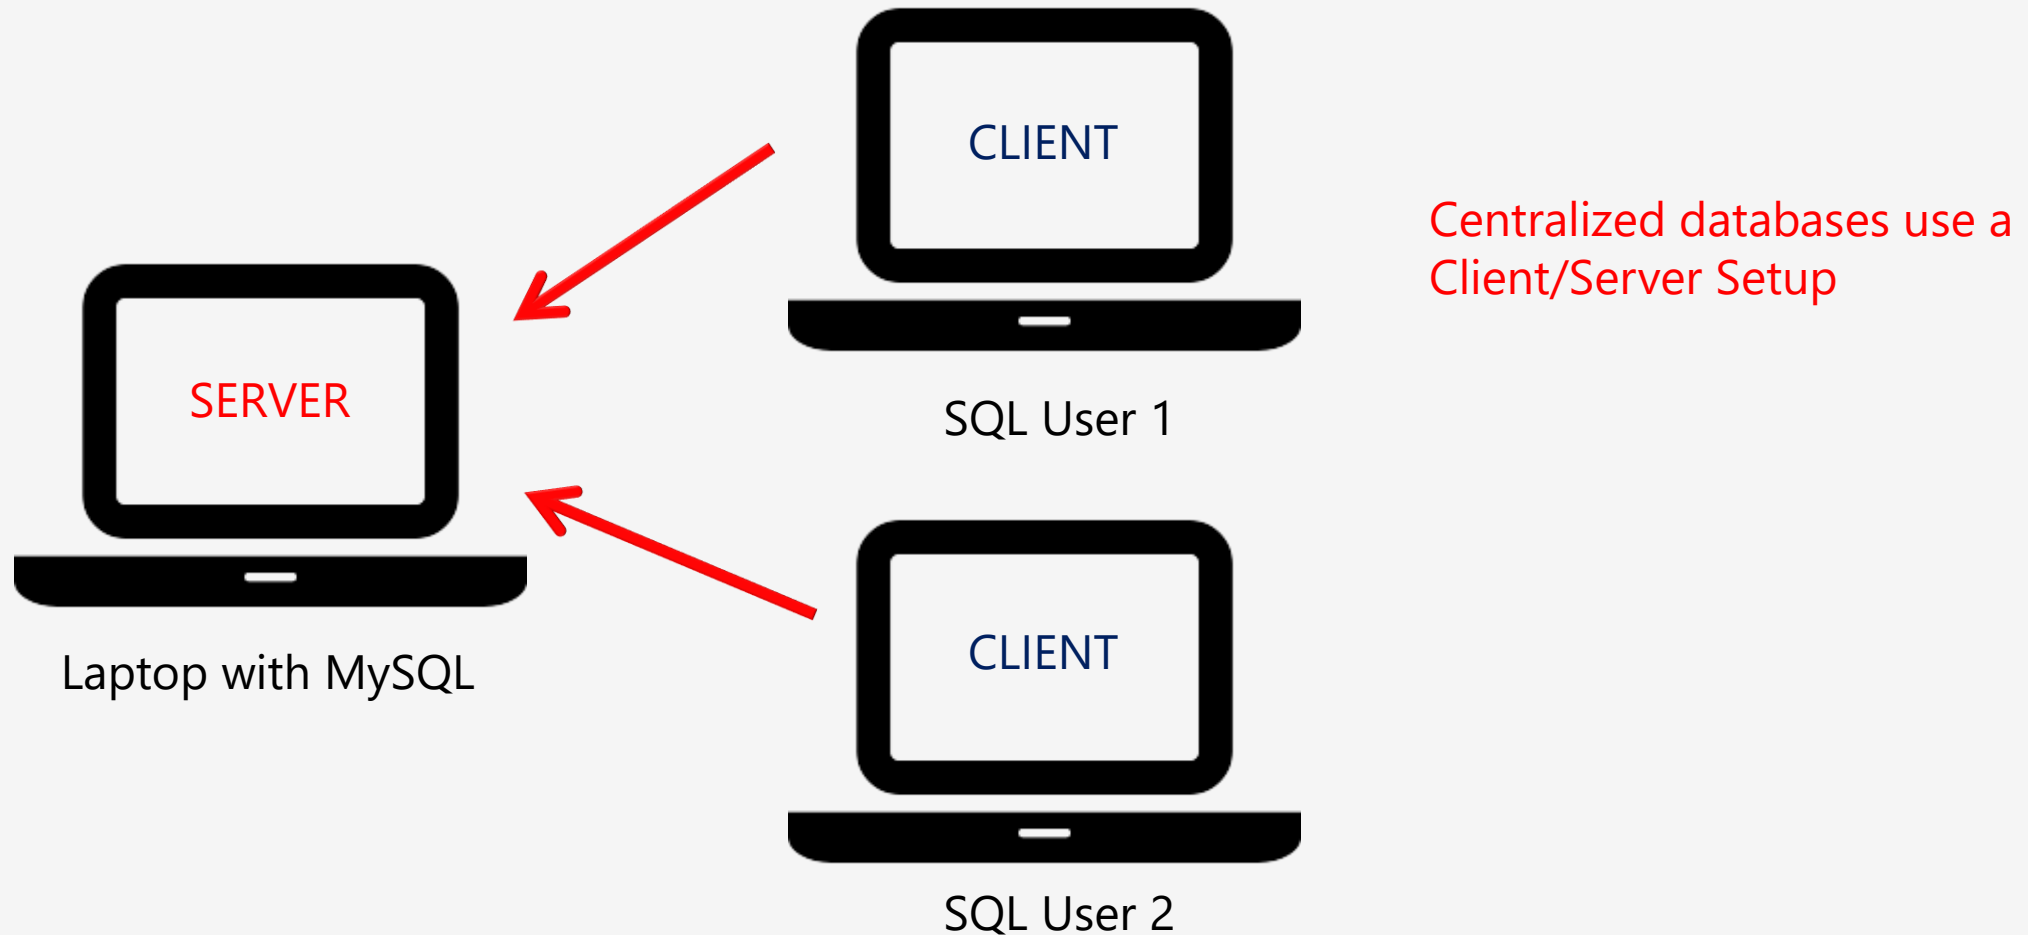 CLIENT
Centralized databases use a
Client/Server Setup
SERVER
SQL User 1
Laptop with MySQL
CLIENT
SQL User 2